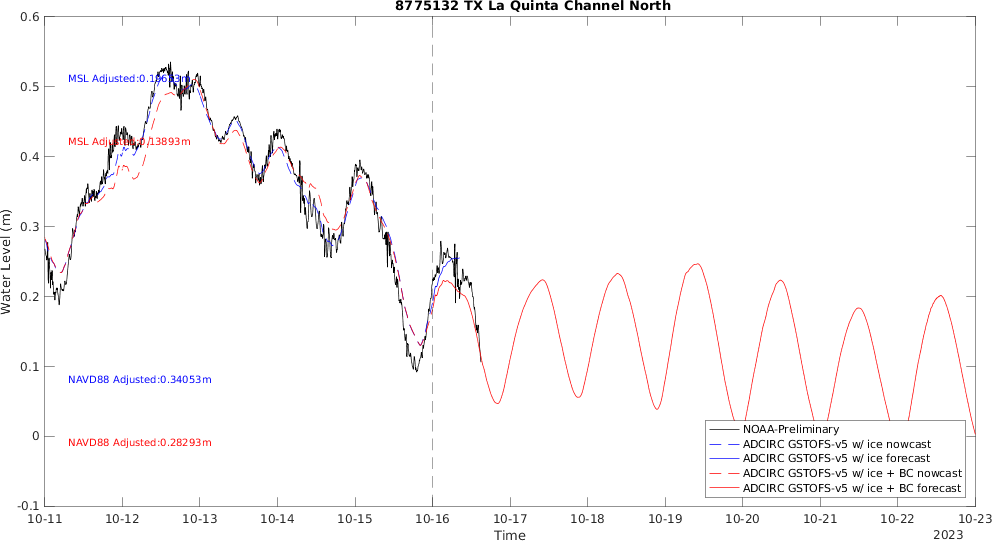 8775132 TX La Quinta Channel North
0.6
0.5
0.4
0.3
0.2
0.1
0
-0.1
Water Level (m)
MSL Adjusted:
MSL Adjusted:0.13893m
NAVD88 Adjusted:0.34053m
NAVD88 Adjusted:0.28293m
NOAA-Preliminary
ADCIRC GSTOFS-v5 w/ ice nowcast
ADCIRC GSTOFS-v5 w/ ice forecast
ADCIRC GSTOFS-v5 w/ ice + BC nowcast
ADCIRC GSTOFS-v5 w/ ice + BC forecast
10-11 10-12 10-13 10-14 10-15 10-16 10-17 10-18 10-19 10-20 10-21 10-22 10-23
Time
2023